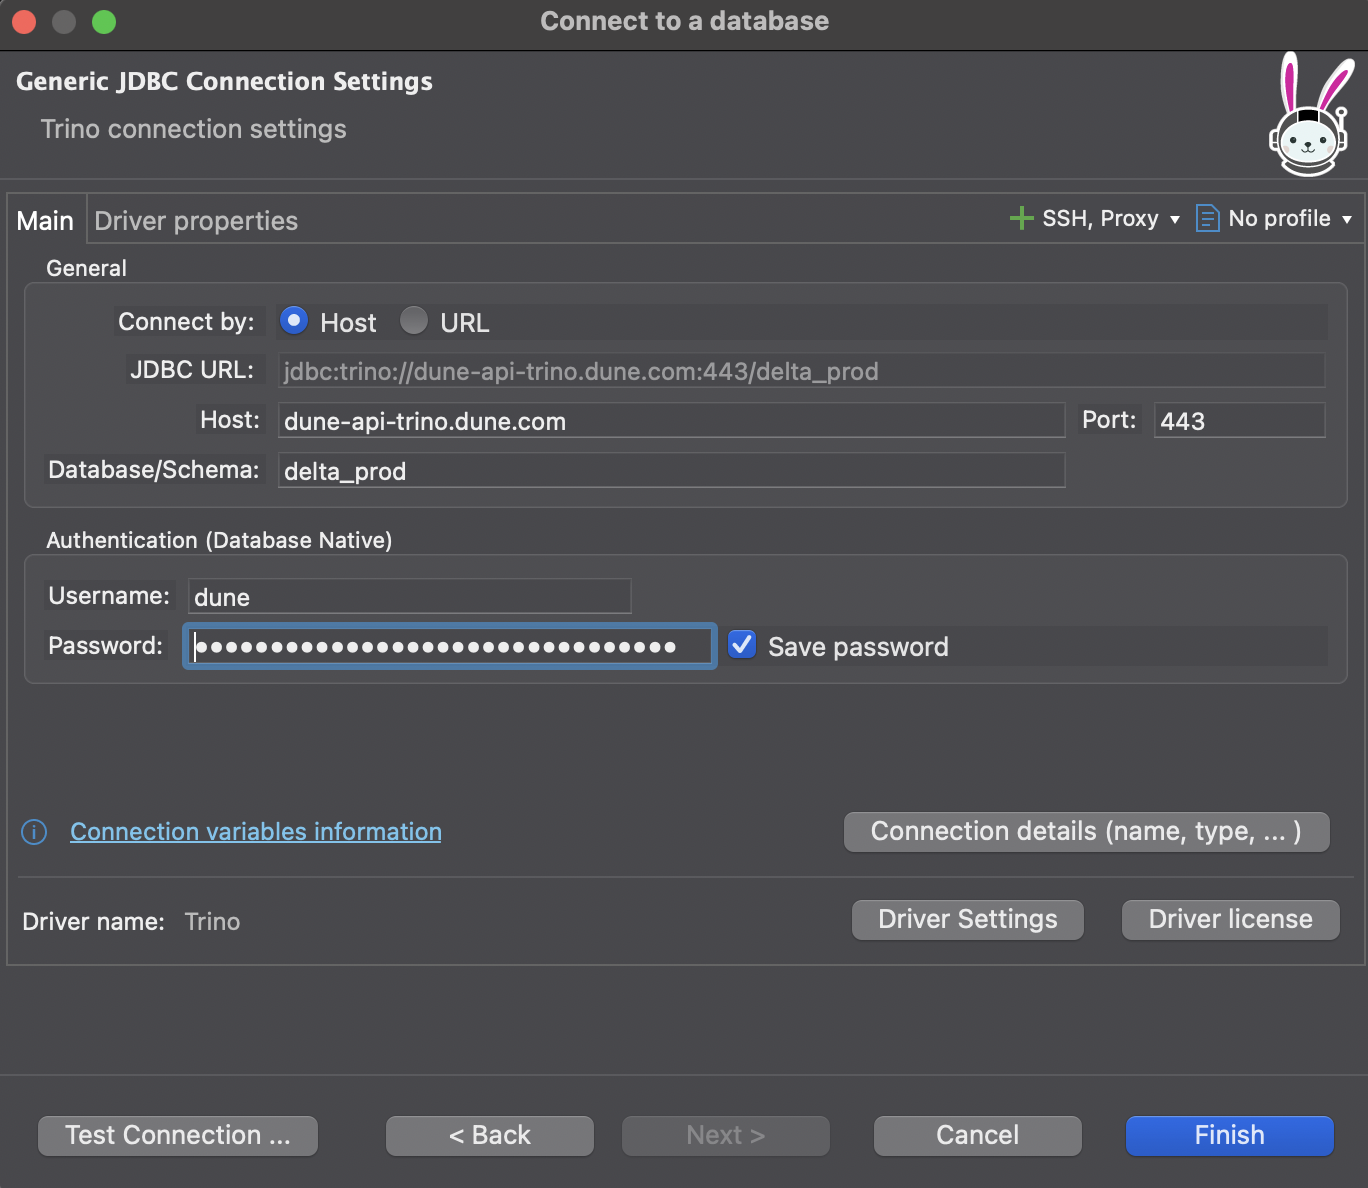 Connect to a database
Generic JDBC Connection Settings
Trino connection settings
Main Driver properties SSH, Proxy No profile
General
Connect by: Host URL
JDBC URL: jdbc:trino://dune-api-trino.dune.com:443/delta_prod
Host: dune-api-trino.dune.com Port: 443
Database/Schema: delta_prod
Authentication (Database Native)
Username: dune
Password: ●●●●●●●●●●●●●●●●●●●●●●●●●●●●●●●● Save password
Connection variables information Connection details (name, type, ... )
Driver name: Trino Driver Settings Driver license
Test Connection ... < Back Next > Cancel Finish